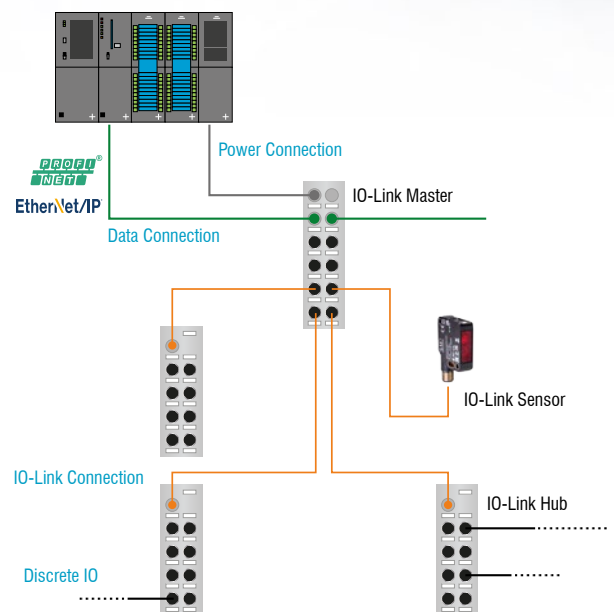 Power Connection
PROFI®
NET
EtherNet/IP
IO-Link Master
Data Connection
IO-Link Sensor
IO-Link Connection
IO-Link Hub
Discrete IO